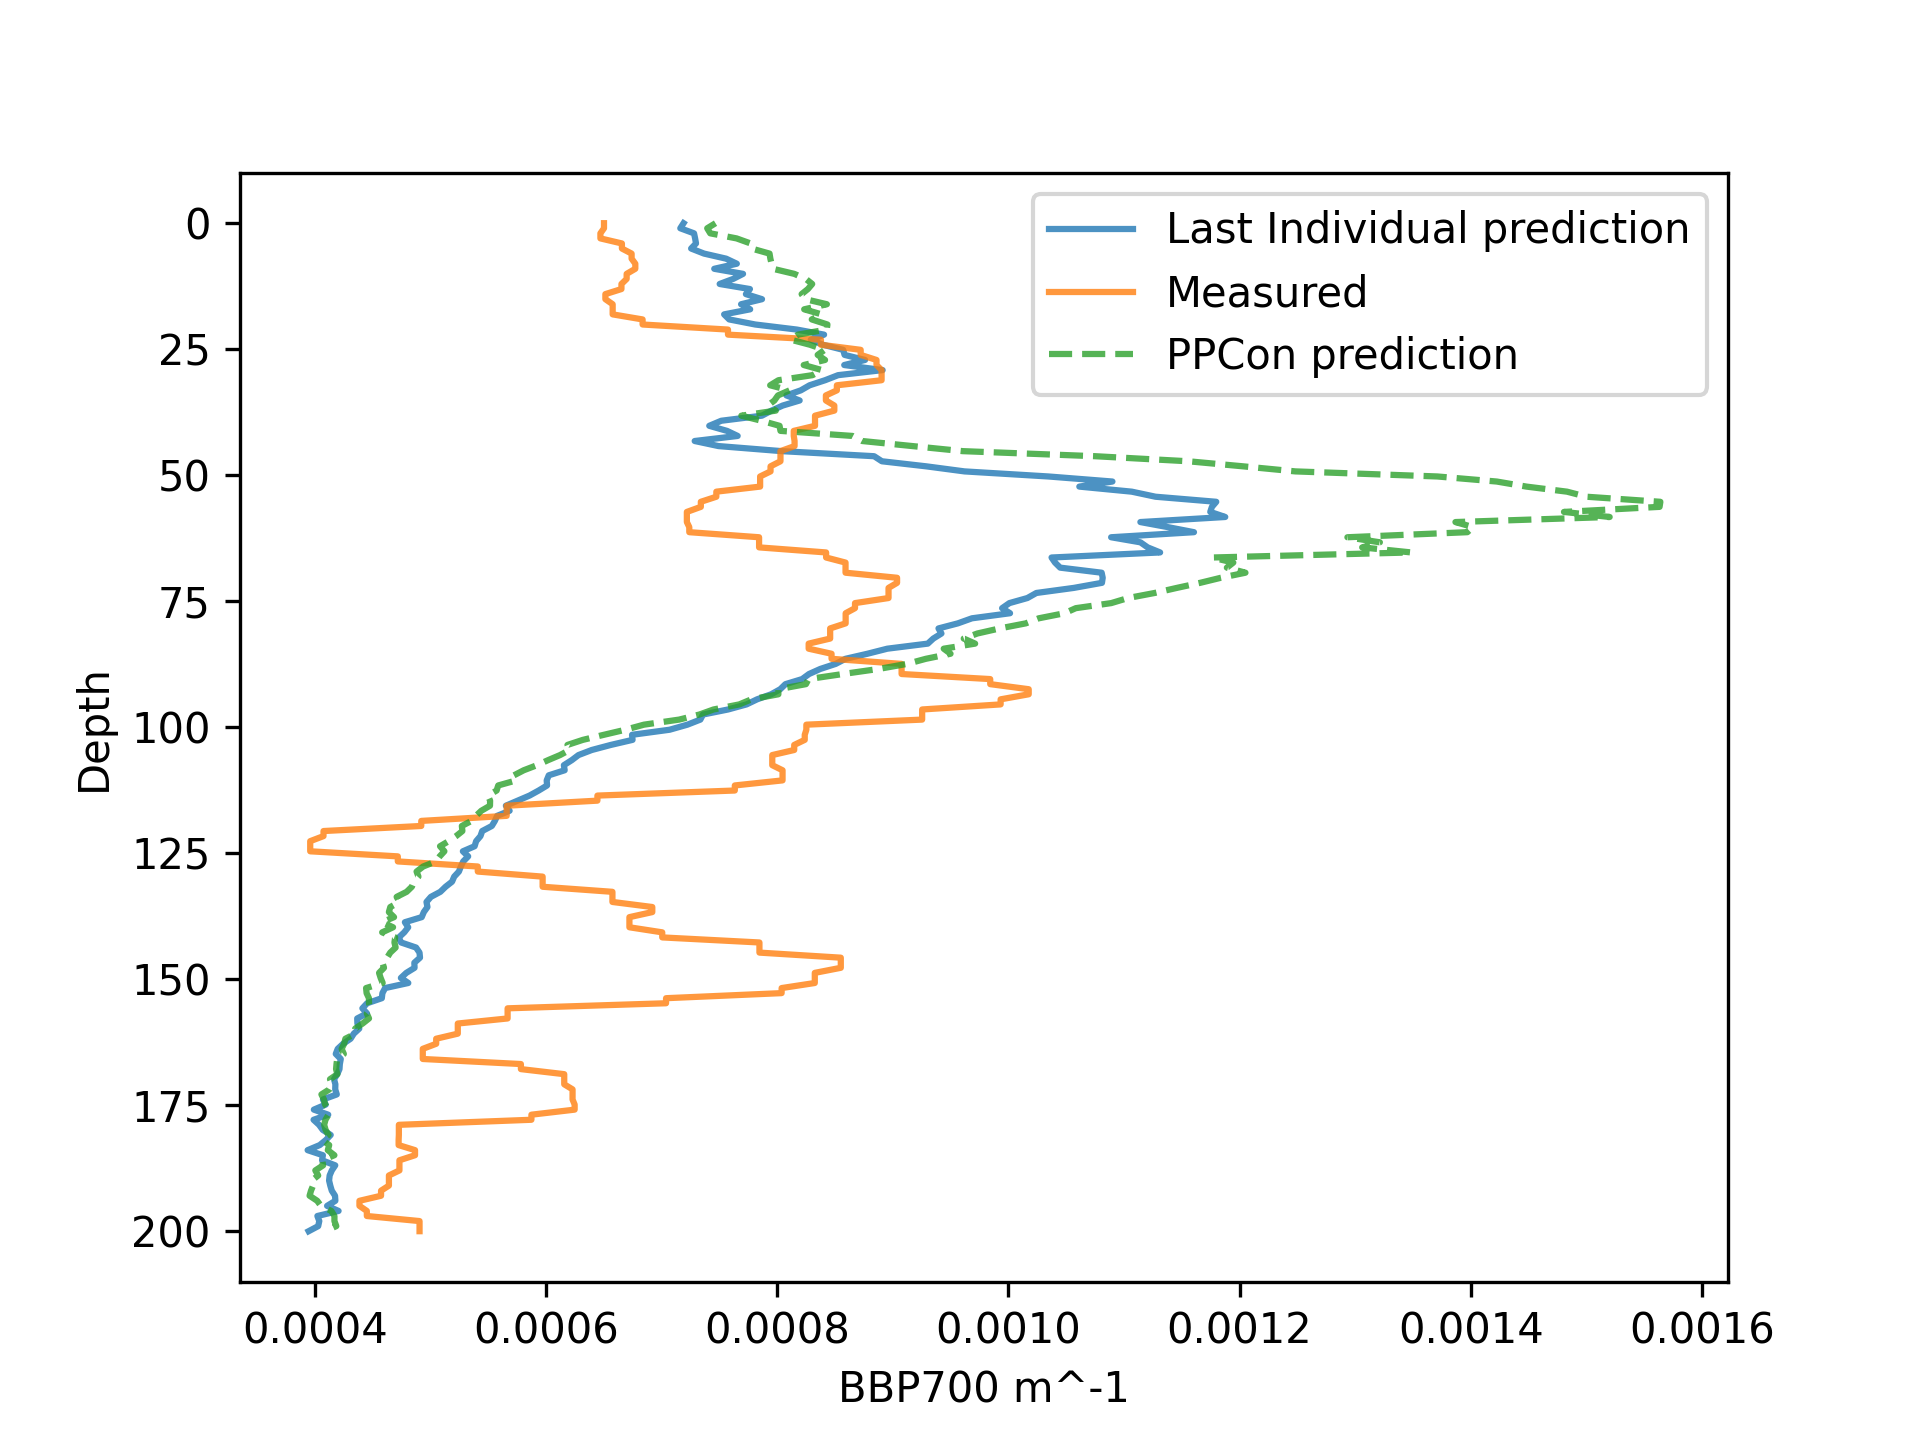 Last Individual prediction
Measured
PPCon prediction
0
25
50
75
100
125
150
175
200
Depth
0.0004 0.0006 0.0008 0.0010 0.0012 0.0014 0.0016
BBP700 m^-1